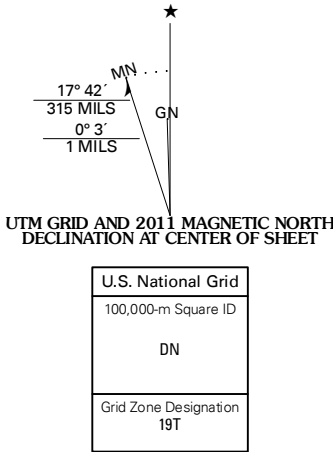 ★
MN
17° 42´
315 MILS
GN
0° 3´
1 MILS
UTM GRID AND 2011 MAGNETIC NORTH
DECLINATION AT CENTER OF SHEET
U.S. National Grid
100,000-m Square ID
DN
Grid Zone Designation
19T